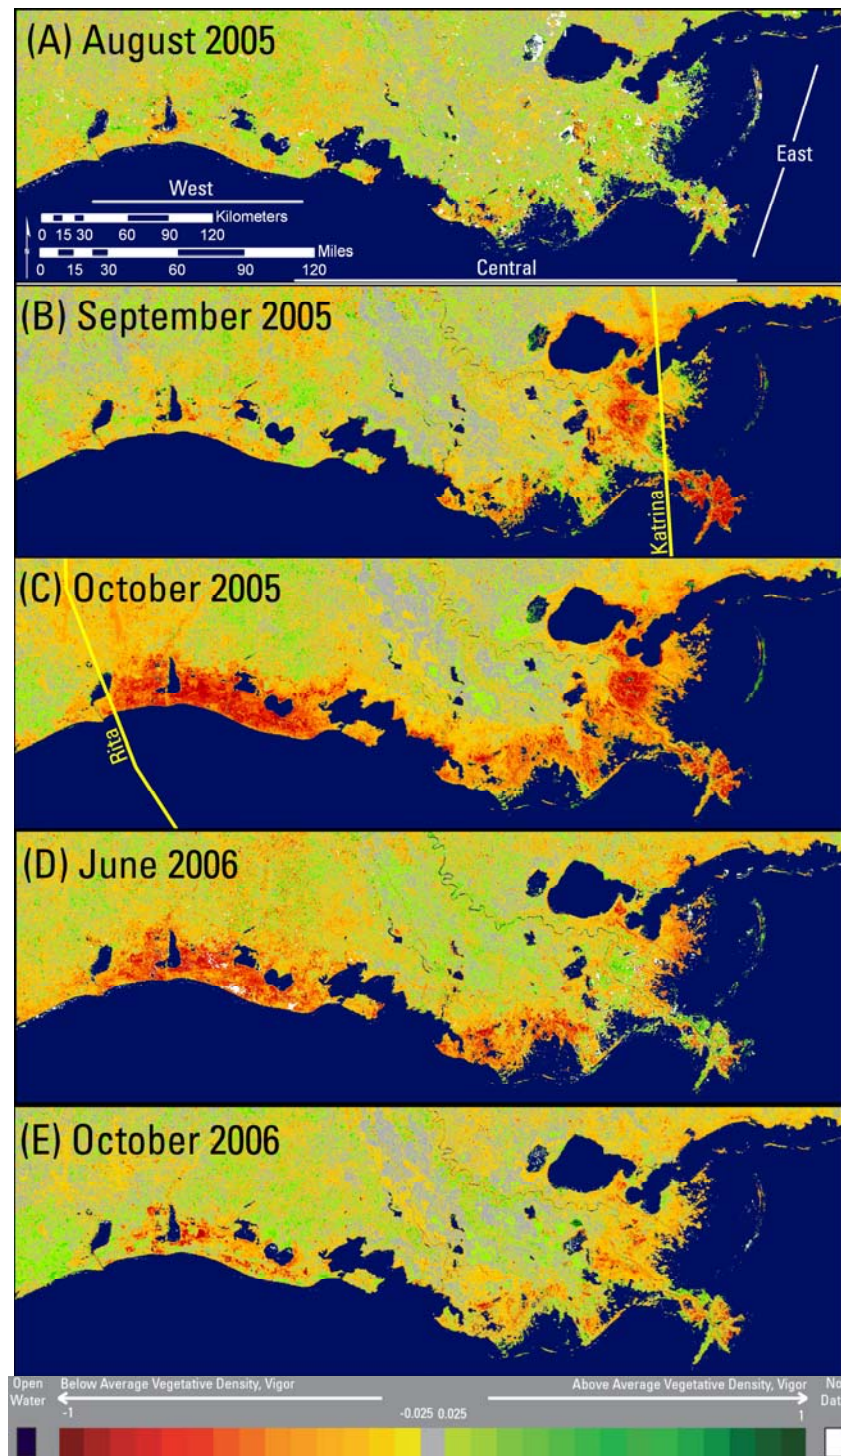 (A) August 2005
East
West
Kilometers
0 15 30 60 90 120
Miles
0 15 30 60 90 120
Central
(B) September 2005
Katrina
(C) October 2005
Rita
(D) June 2006
(E) October 2006
Open Water
Below Average Vegetative Density, Vigor
Above Average Vegetative Density, Vigor
No
Dat
-1
-0.025 0.025
1